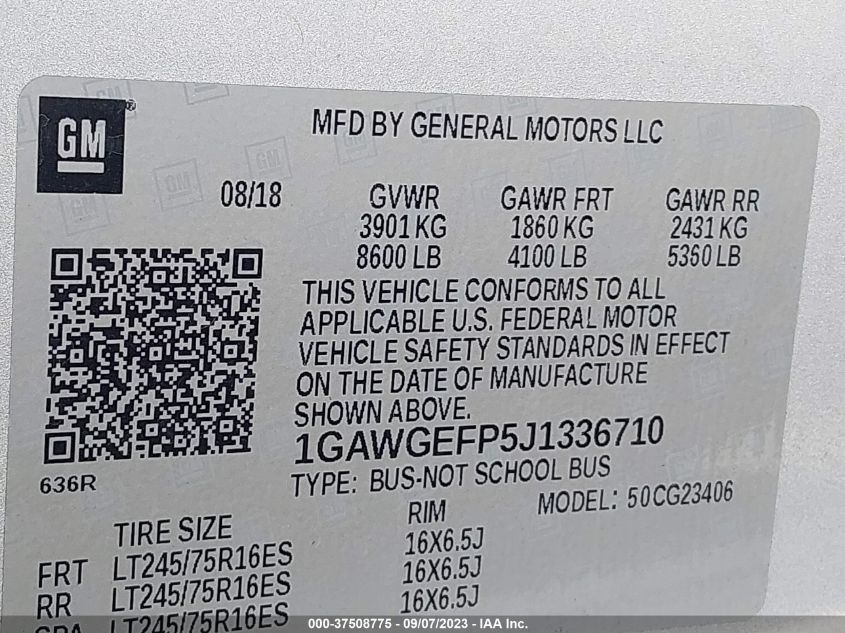 GM®
MFD BY GENERAL MOTORS LLC
08/18 GVWR GAWR FRT GAWR RR
3901 KG 1860 KG 2431 KG
8600 LB 4100 LB 5360 LB
THIS VEHICLE CONFORMS TO ALL
APPLICABLE U.S. FEDERAL MOTOR
VEHICLE SAFETY STANDARDS IN EFFECT
ON THE DATE OF MANUFACTURE
SHOWN ABOVE.
1GAWGEFP5J1336710
636R
TYPE: BUS-NOT SCHOOL BUS
MODEL: 50CG23406
TIRE SIZE RIM
FRT LT245/75R16ES 16X6.5J
RR LT245/75R16ES 16X6.5J
LT245/75R16ES 16X6.5J
000-37508775 - 09/07/2023 - IAA Inc.